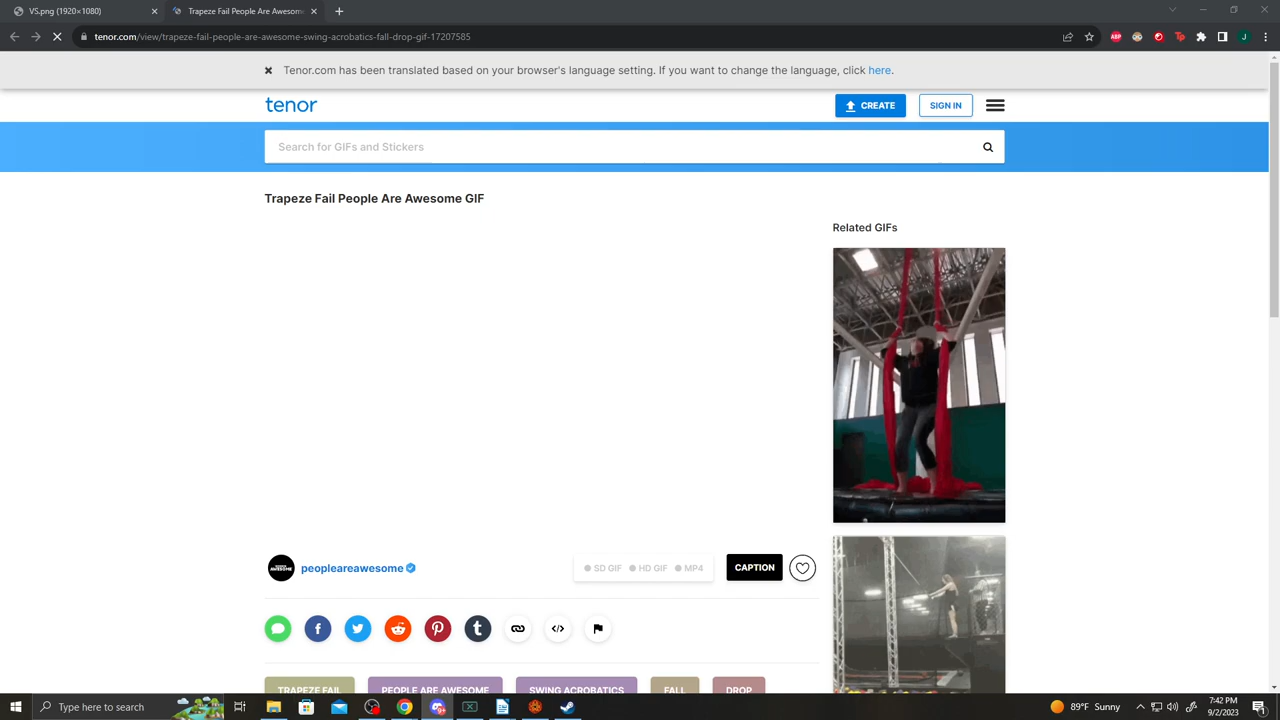 VS.png (1920×1080)
Trapeze Fail People Are Awesome S
tenor.com/view/trapeze-fail-people-are-awesome-swing-acrobatics-fall-drop-gif-17207585
ABP
J
Tenor.com has been translated based on your browser's language setting. If you want to change the language, click here.
tenor
CREATE
SIGN IN
Search for GIFs and Stickers
Trapeze Fail People Are Awesome GIF
Related GIFs
peopleareawesome
SD GIF
HD GIF
MP4
CAPTION
TRAPEZE FAIL
PEOPLE ARE AWESOME
SWING ACROBATICS
FALL
DROP
Type here to search
89°F Sunny
7:42 PM
9/2/2023